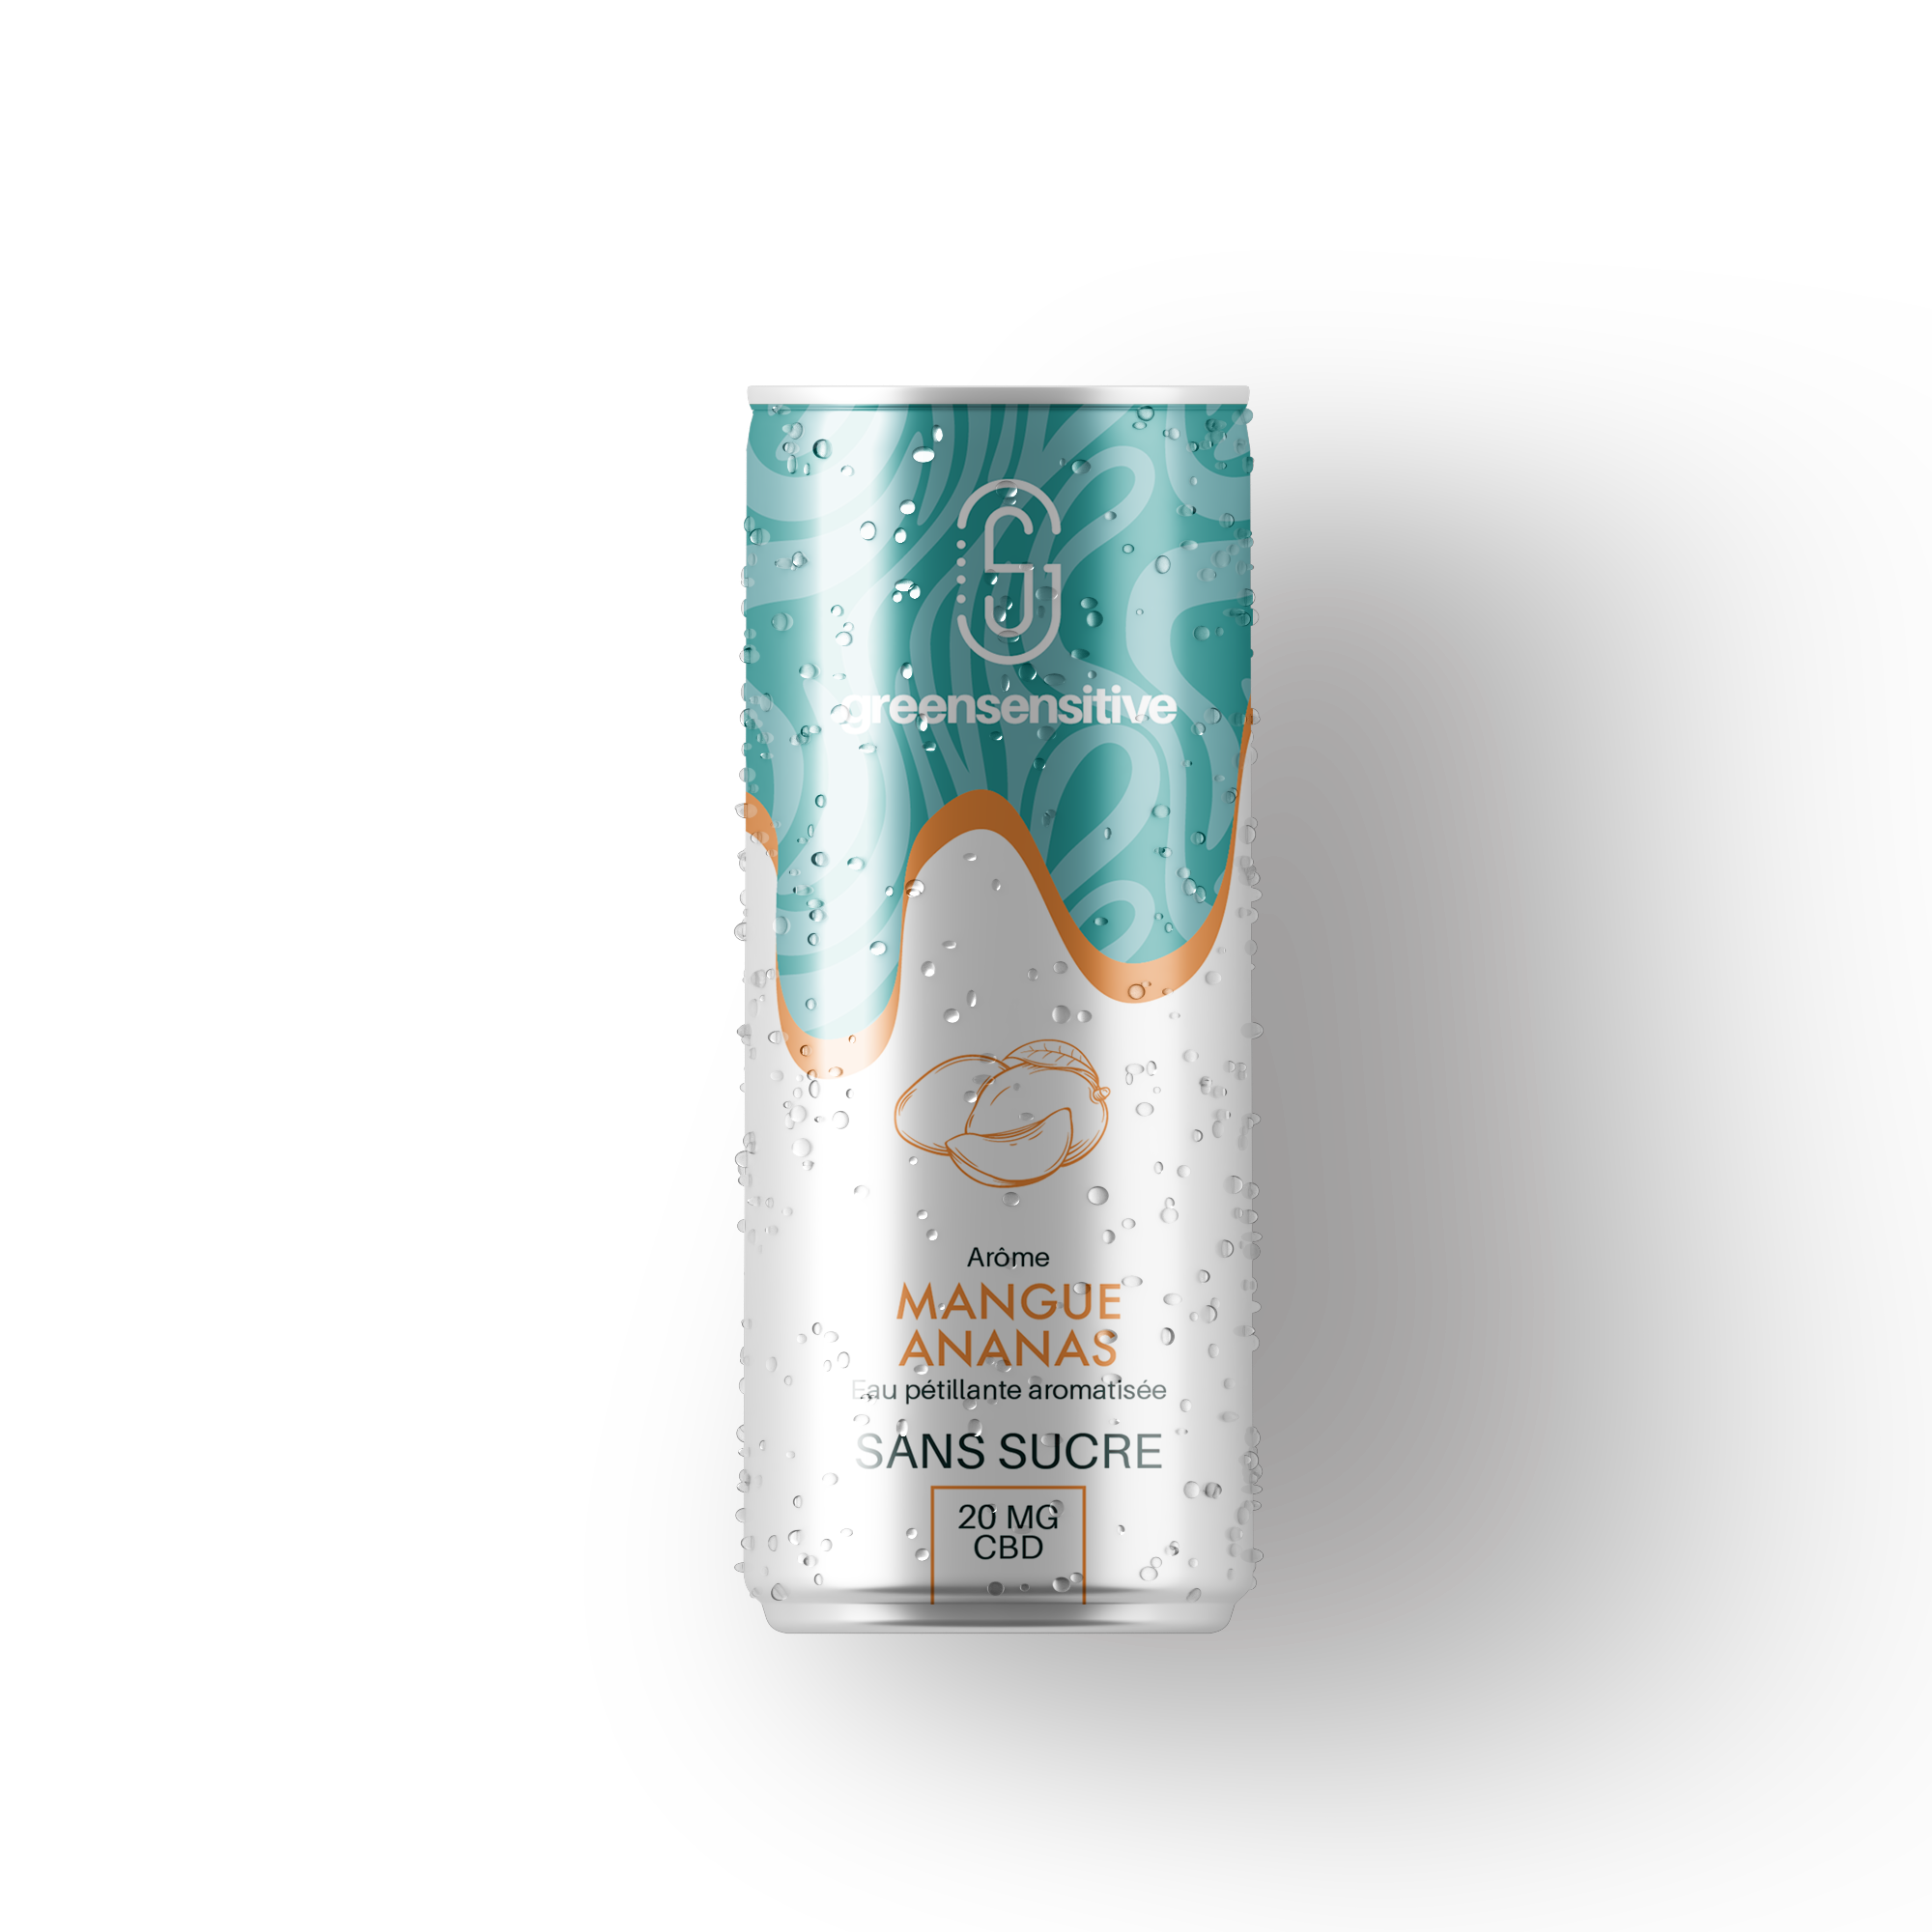 greensensitive
Arôme
MANGUE
ANANAS
Eau pétillante aromatisée
SANS SUCRE
20 MG
CBD